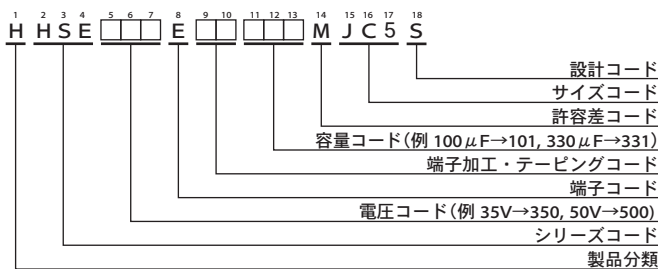 1 2 3 4 5 6 7 8 9 10 11 12 13 14 15 16 17 18
H HSE □□□ E □□ □□□ M JC5 S
設計コード
サイズコード
許容差コード
容量コード(例 100μF→101, 330μF→331)
端子加工・テーピングコード
端子コード
電圧コード(例 35V→350, 50V→500)
シリーズコード
製品分類